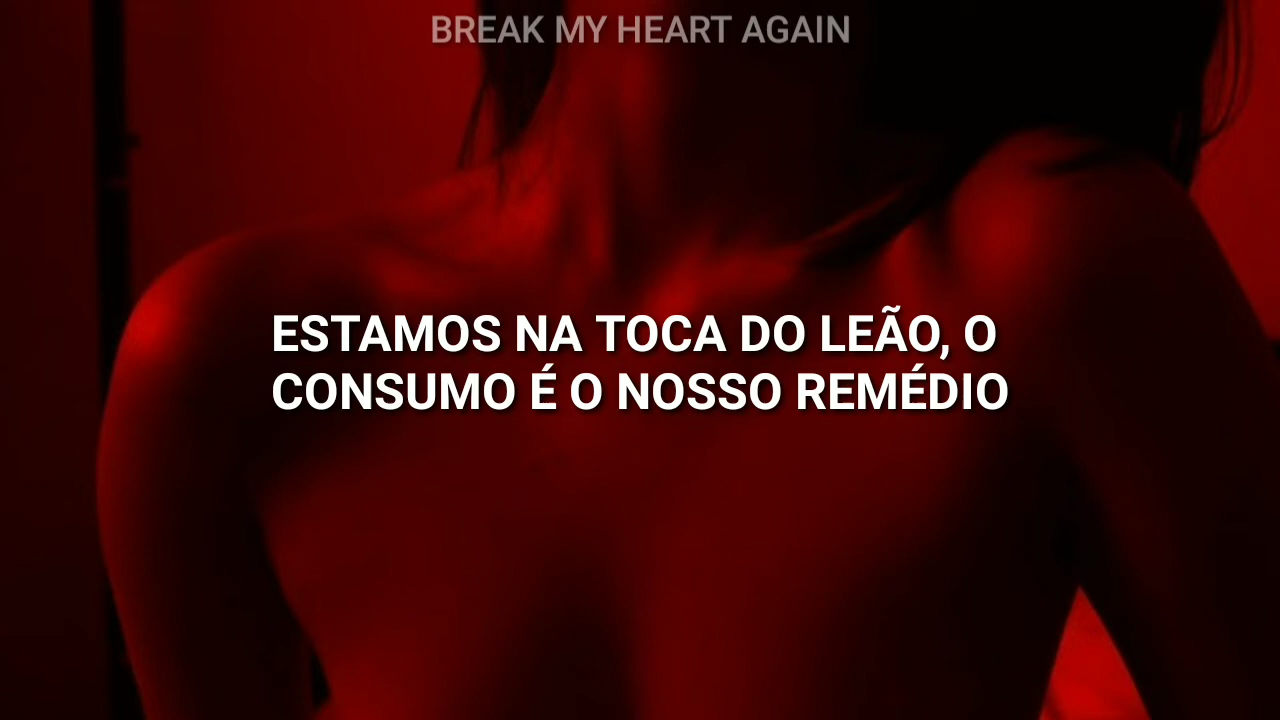 BREAK MY HEART AGAIN
ESTAMOS NA TOCA DO LEÃO, O
CONSUMO É O NOSSO REMÉDIO